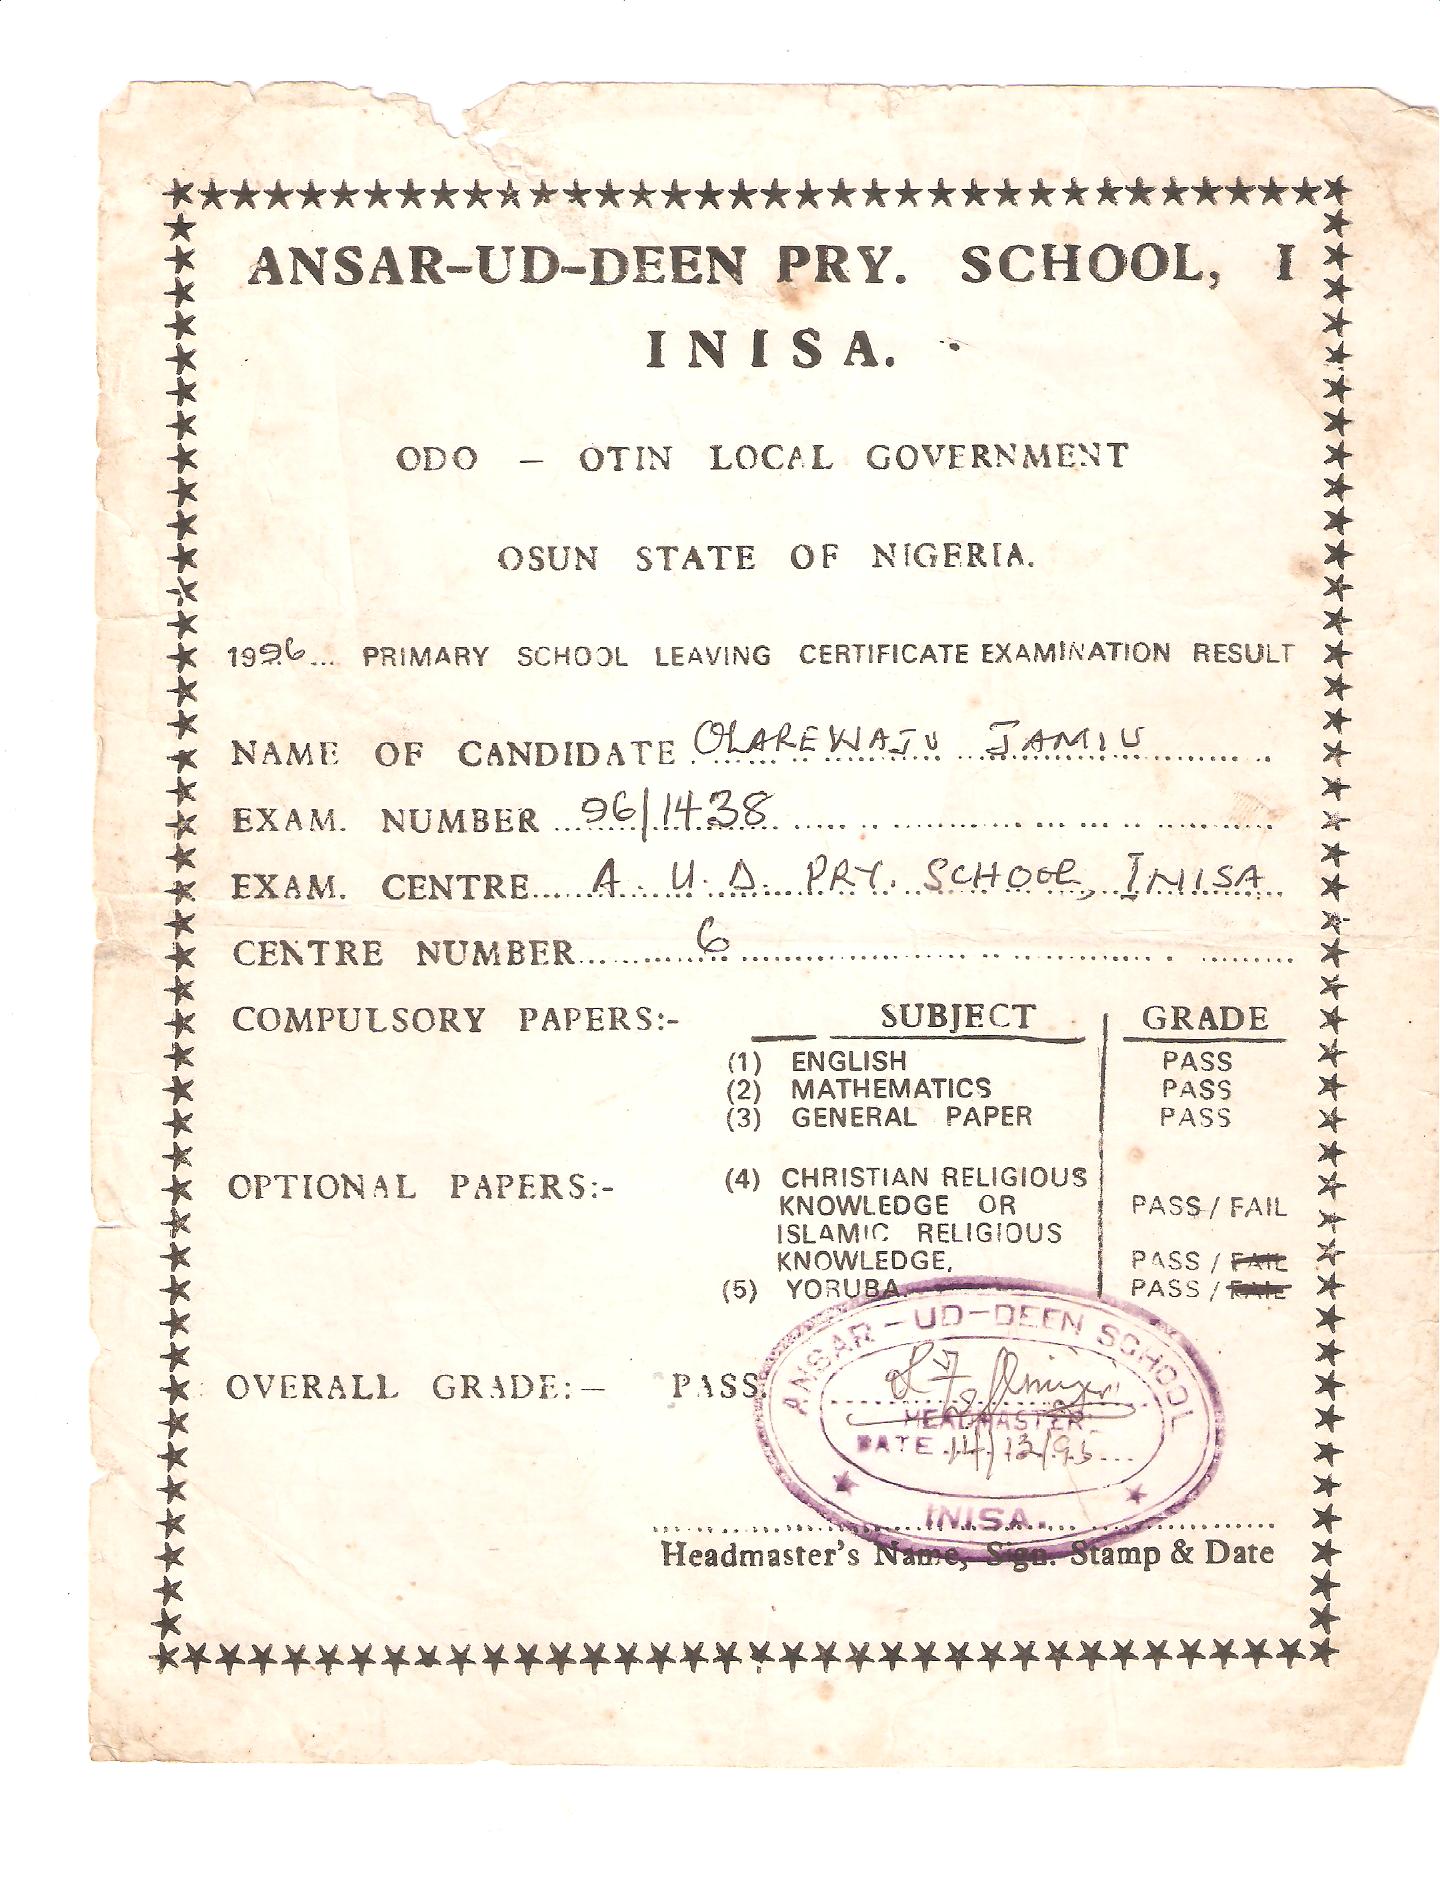 ANSAR-UD-DEEN PRY. SCHOOL, I
INISA.
ODO - OTIN LOCAL GOVERNMENT
OSUN STATE OF NIGERIA.
1996... PRIMARY SCHOOL LEAVING CERTIFICATE EXAMINATION RESULT
NAME OF CANDIDATE OLAREWAJU JAMIU
EXAM. NUMBER 96/1438
EXAM. CENTRE A. U. D. PRY. SCHOOL, INISA
CENTRE NUMBER 6
COMPULSORY PAPERS:- SUBJECT GRADE
(1) ENGLISH PASS
(2) MATHEMATICS PASS
(3) GENERAL PAPER PASS
OPTIONAL PAPERS:- (4) CHRISTIAN RELIGIOUS
KNOWLEDGE OR PASS / FAIL
ISLAMIC RELIGIOUS
KNOWLEDGE, PASS / FAIL
(5) YORUBA PASS / FAIL
ANSAR-UD-DEEN SCHOOL
OVERALL GRADE:- PASS.
HEADMASTER
DATE
INISA.
Headmaster's Name, Sign. Stamp & Date